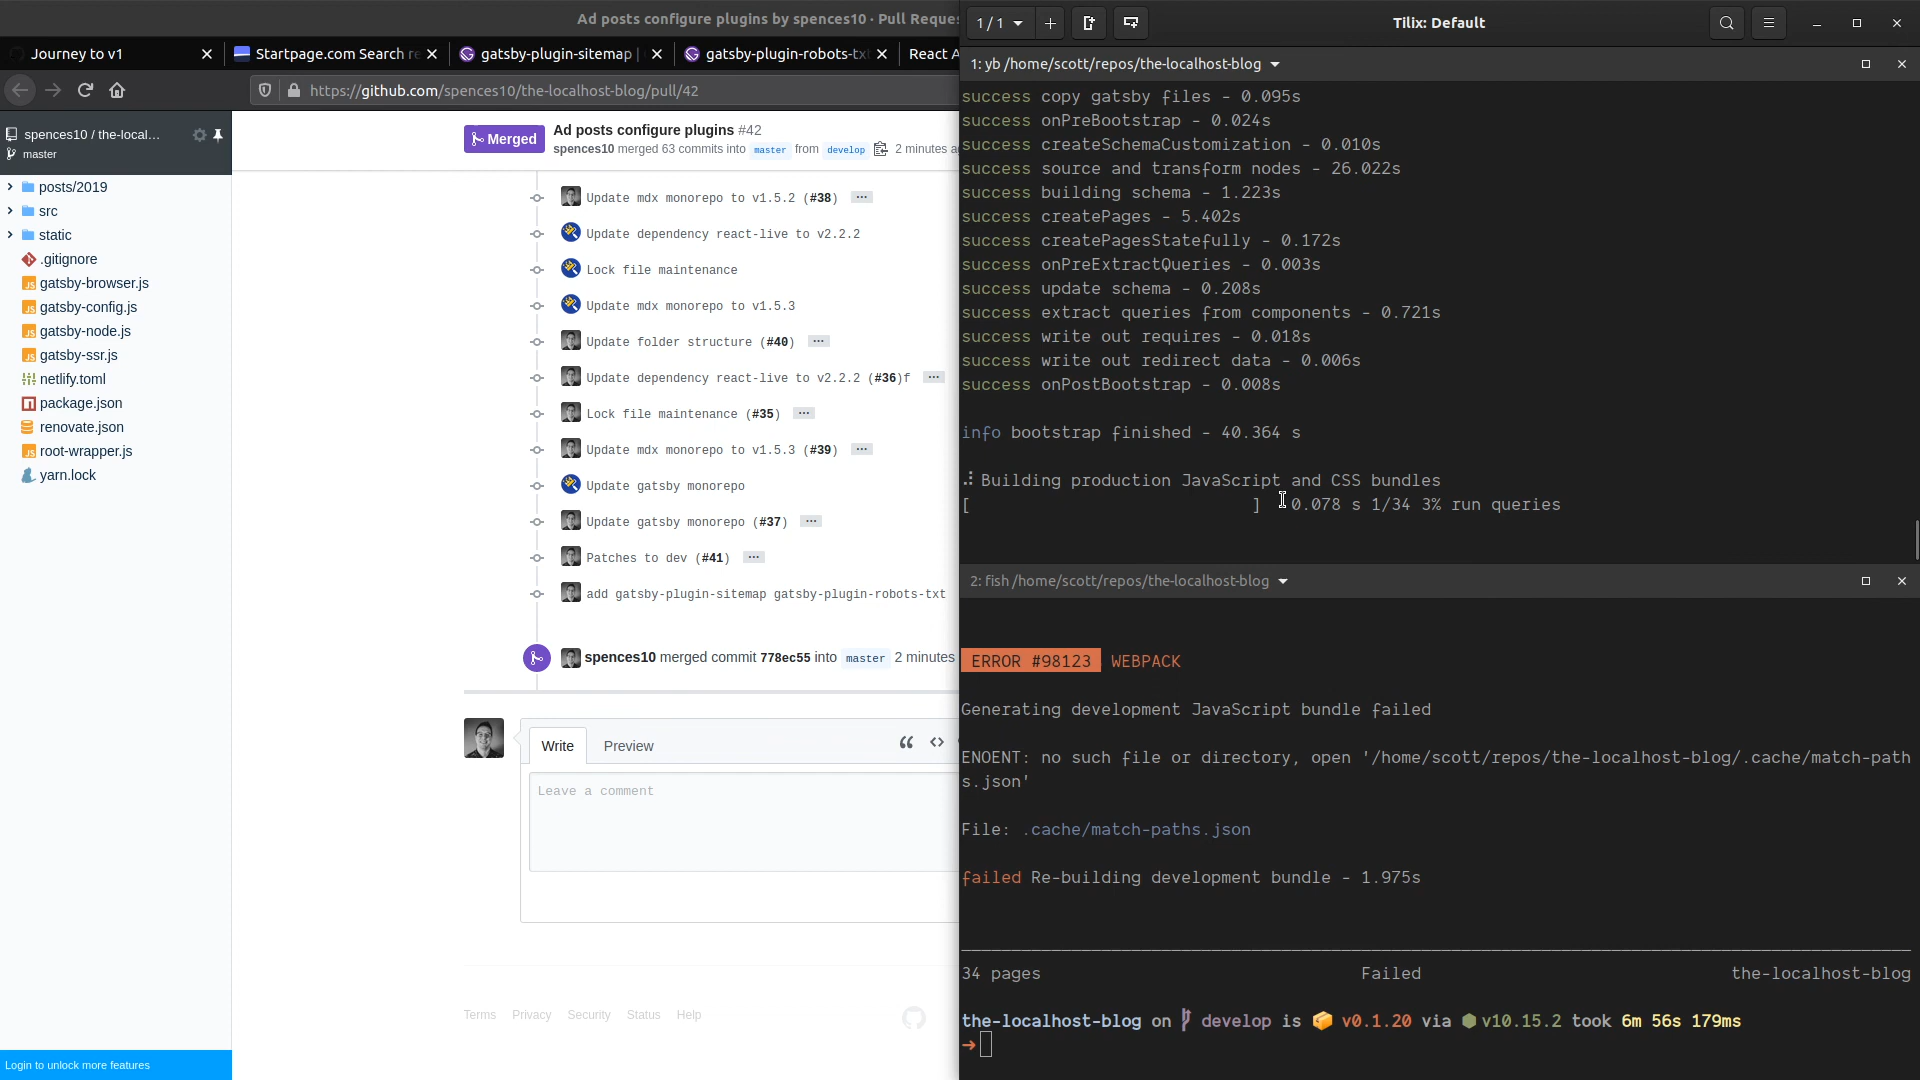 Ad posts configure plugins by spences10 · Pull Reques
Journey to v1
Startpage.com Search re
gatsby-plugin-sitemap |
gatsby-plugin-robots-tx
React A
https://github.com/spences10/the-localhost-blog/pull/42
spences10 / the-local...
master
posts/2019
src
static
.gitignore
gatsby-browser.js
gatsby-config.js
gatsby-node.js
gatsby-ssr.js
netlify.toml
package.json
renovate.json
root-wrapper.js
yarn.lock
Login to unlock more features
Merged
Ad posts configure plugins #42
spences10 merged 63 commits into master from develop 2 minutes a
Update mdx monorepo to v1.5.2 (#38) ...
Update dependency react-live to v2.2.2
Lock file maintenance
Update mdx monorepo to v1.5.3
Update folder structure (#40) ...
Update dependency react-live to v2.2.2 (#36)f ...
Lock file maintenance (#35) ...
Update mdx monorepo to v1.5.3 (#39) ...
Update gatsby monorepo
Update gatsby monorepo (#37) ...
Patches to dev (#41) ...
add gatsby-plugin-sitemap gatsby-plugin-robots-txt
spences10 merged commit 778ec55 into master 2 minutes
Write
Preview
Leave a comment
Terms
Privacy
Security
Status
Help
1 / 1
Tilix: Default
1: yb /home/scott/repos/the-localhost-blog
success copy gatsby files - 0.095s
success onPreBootstrap - 0.024s
success createSchemaCustomization - 0.010s
success source and transform nodes - 26.022s
success building schema - 1.223s
success createPages - 5.402s
success createPagesStatefully - 0.172s
success onPreExtractQueries - 0.003s
success update schema - 0.208s
success extract queries from components - 0.721s
success write out requires - 0.018s
success write out redirect data - 0.006s
success onPostBootstrap - 0.008s
info bootstrap finished - 40.364 s
⠼ Building production JavaScript and CSS bundles
[ ] 0.078 s 1/34 3% run queries
2: fish /home/scott/repos/the-localhost-blog
ERROR #98123 WEBPACK
Generating development JavaScript bundle failed
ENOENT: no such file or directory, open '/home/scott/repos/the-localhost-blog/.cache/match-path
s.json'
File: .cache/match-paths.json
failed Re-building development bundle - 1.975s
34 pages Failed the-localhost-blog
the-localhost-blog on develop is 📦 v0.1.20 via ⬢ v10.15.2 took 6m 56s 179ms
➜